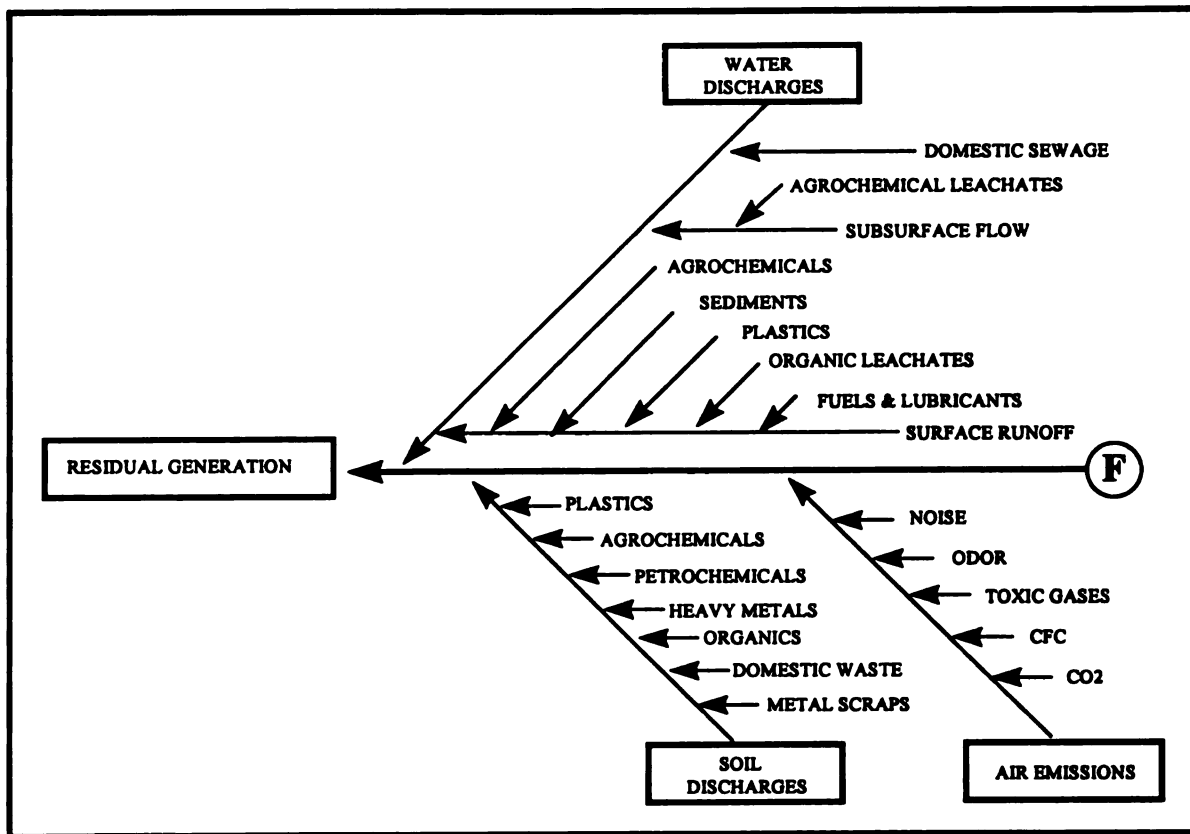 WATER
DISCHARGES
DOMESTIC SEWAGE
AGROCHEMICAL LEACHATES
SUBSURFACE FLOW
AGROCHEMICALS
SEDIMENTS
PLASTICS
ORGANIC LEACHATES
FUELS & LUBRICANTS
SURFACE RUNOFF
RESIDUAL GENERATION
F
PLASTICS
AGROCHEMICALS
PETROCHEMICALS
HEAVY METALS
ORGANICS
DOMESTIC WASTE
METAL SCRAPS
SOIL
DISCHARGES
NOISE
ODOR
TOXIC GASES
CFC
CO2
AIR EMISSIONS